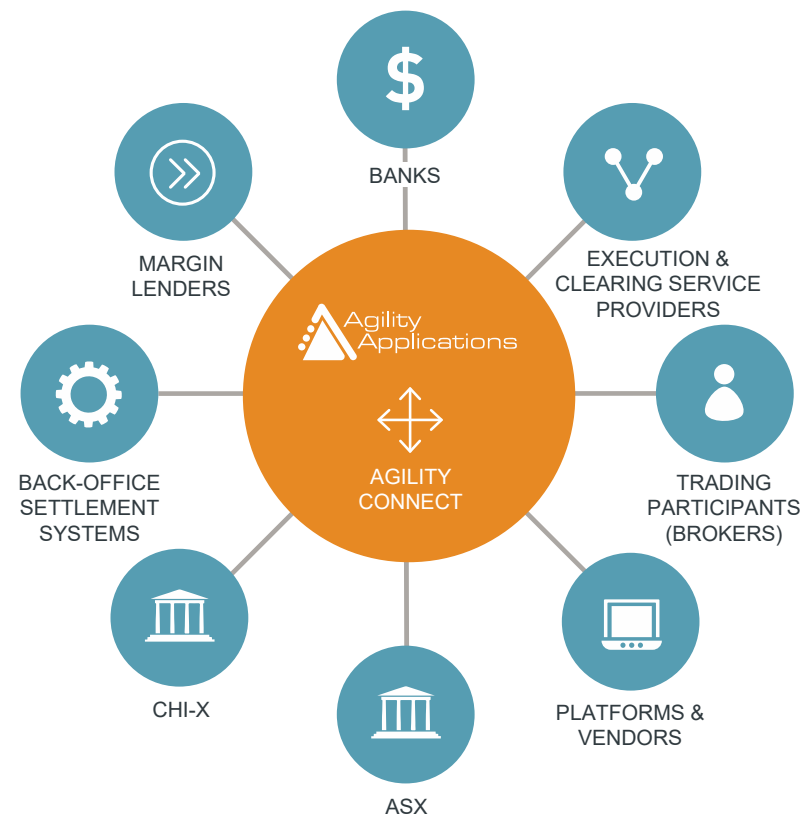 $
BANKS
EXECUTION &
CLEARING SERVICE
PROVIDERS
MARGIN
LENDERS
Agility
Applications
AGILITY
CONNECT
TRADING
PARTICIPANTS
(BROKERS)
BACK-OFFICE
SETTLEMENT
SYSTEMS
CHI-X
PLATFORMS &
VENDORS
ASX